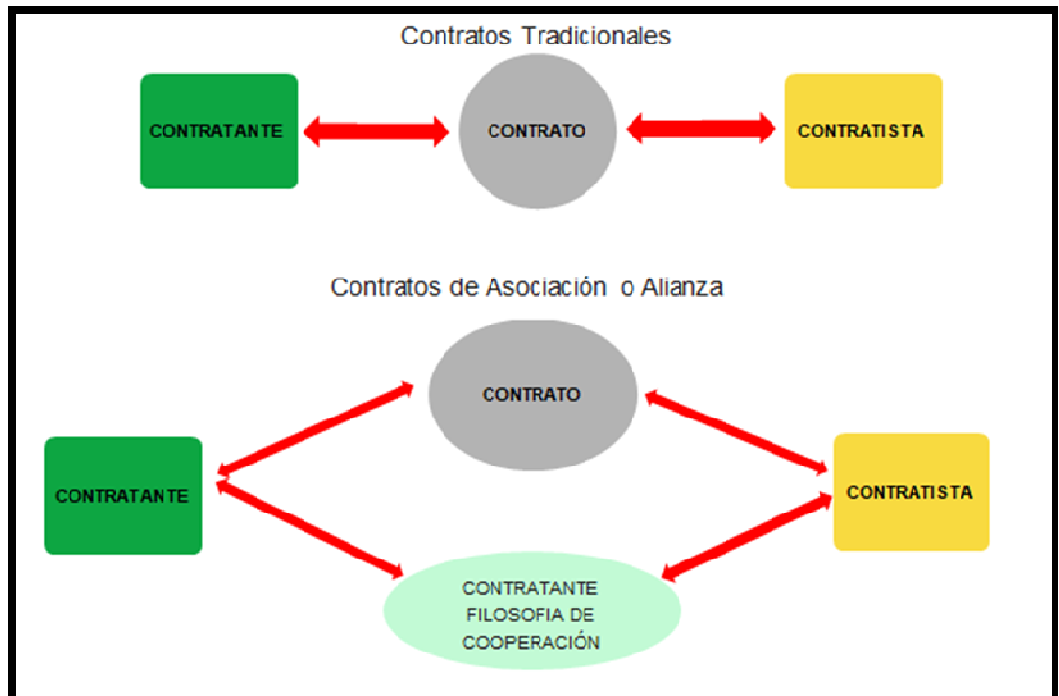 Contratos Tradicionales
CONTRATANTE
CONTRATO
CONTRATISTA
Contratos de Asociación o Alianza
CONTRATO
CONTRATANTE
CONTRATISTA
CONTRATANTE
FILOSOFIA DE
COOPERACIÓN